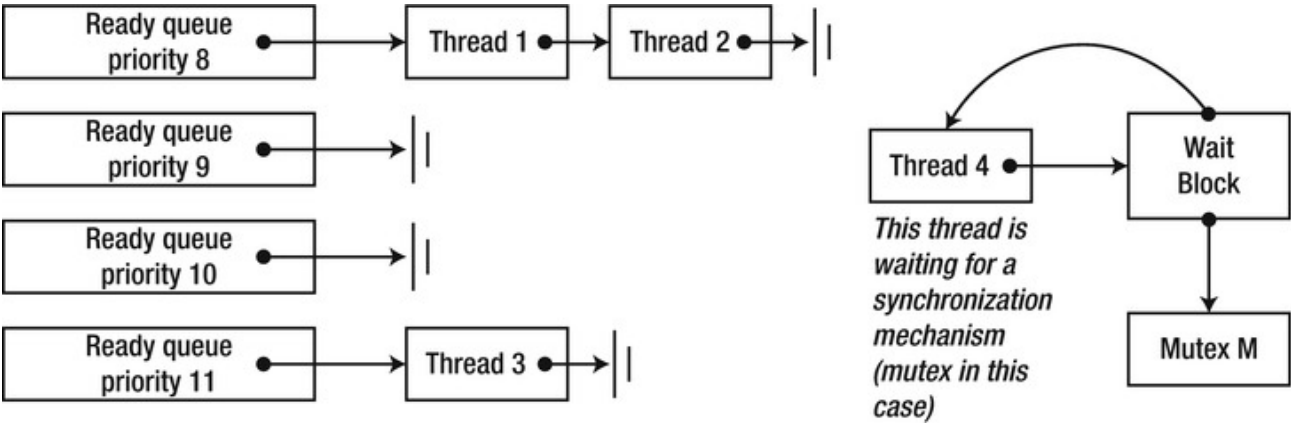 Ready queue
priority 8
Thread 1
Thread 2
Ready queue
priority 9
Ready queue
priority 10
Ready queue
priority 11
Thread 3
Thread 4
This thread is
waiting for a
synchronization
mechanism
(mutex in this
case)
Wait
Block
Mutex M